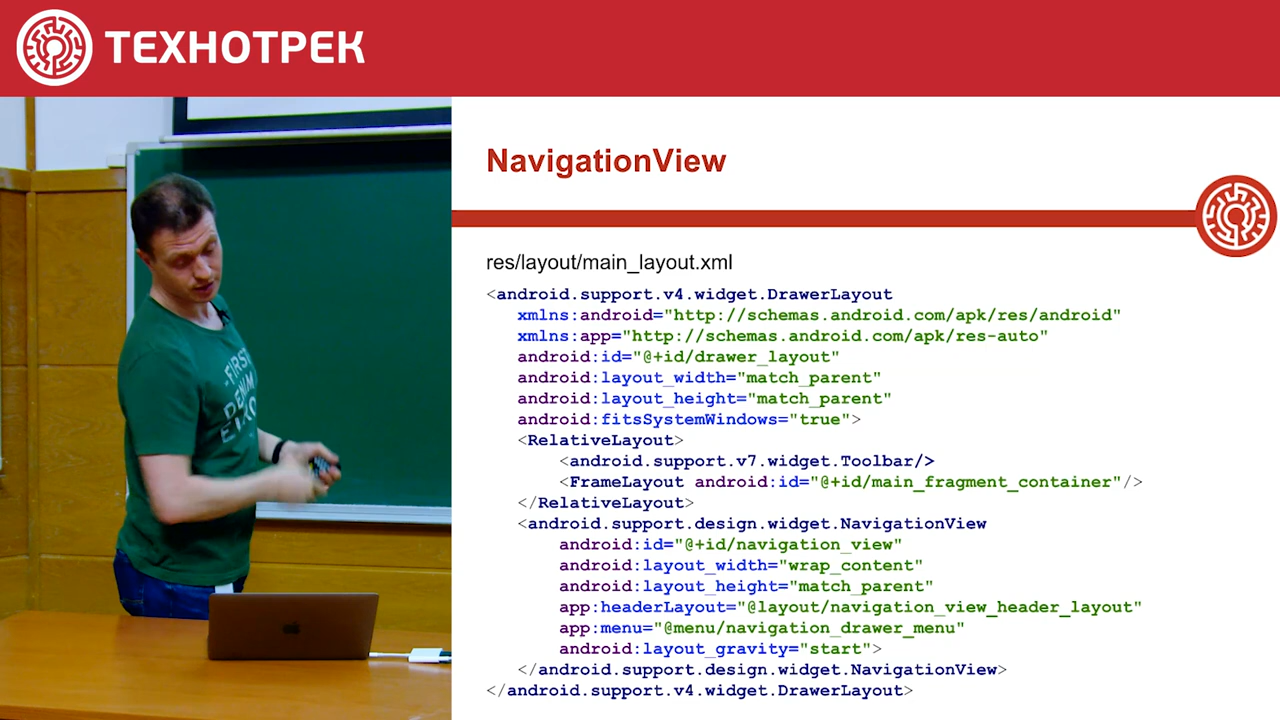 ТЕХНОТРЕК
NavigationView
res/layout/main_layout.xml
<android.support.v4.widget.DrawerLayout
xmlns:android="http://schemas.android.com/apk/res/android"
xmlns:app="http://schemas.android.com/apk/res-auto"
android:id="@+id/drawer_layout"
android:layout_width="match_parent"
android:layout_height="match_parent"
android:fitsSystemWindows="true">
<RelativeLayout>
<android.support.v7.widget.Toolbar/>
<FrameLayout android:id="@+id/main_fragment_container"/>
</RelativeLayout>
<android.support.design.widget.NavigationView
android:id="@+id/navigation_view"
android:layout_width="wrap_content"
android:layout_height="match_parent"
app:headerLayout="@layout/navigation_view_header_layout"
app:menu="@menu/navigation_drawer_menu"
android:layout_gravity="start">
</android.support.design.widget.NavigationView>
</android.support.v4.widget.DrawerLayout>
FIRST